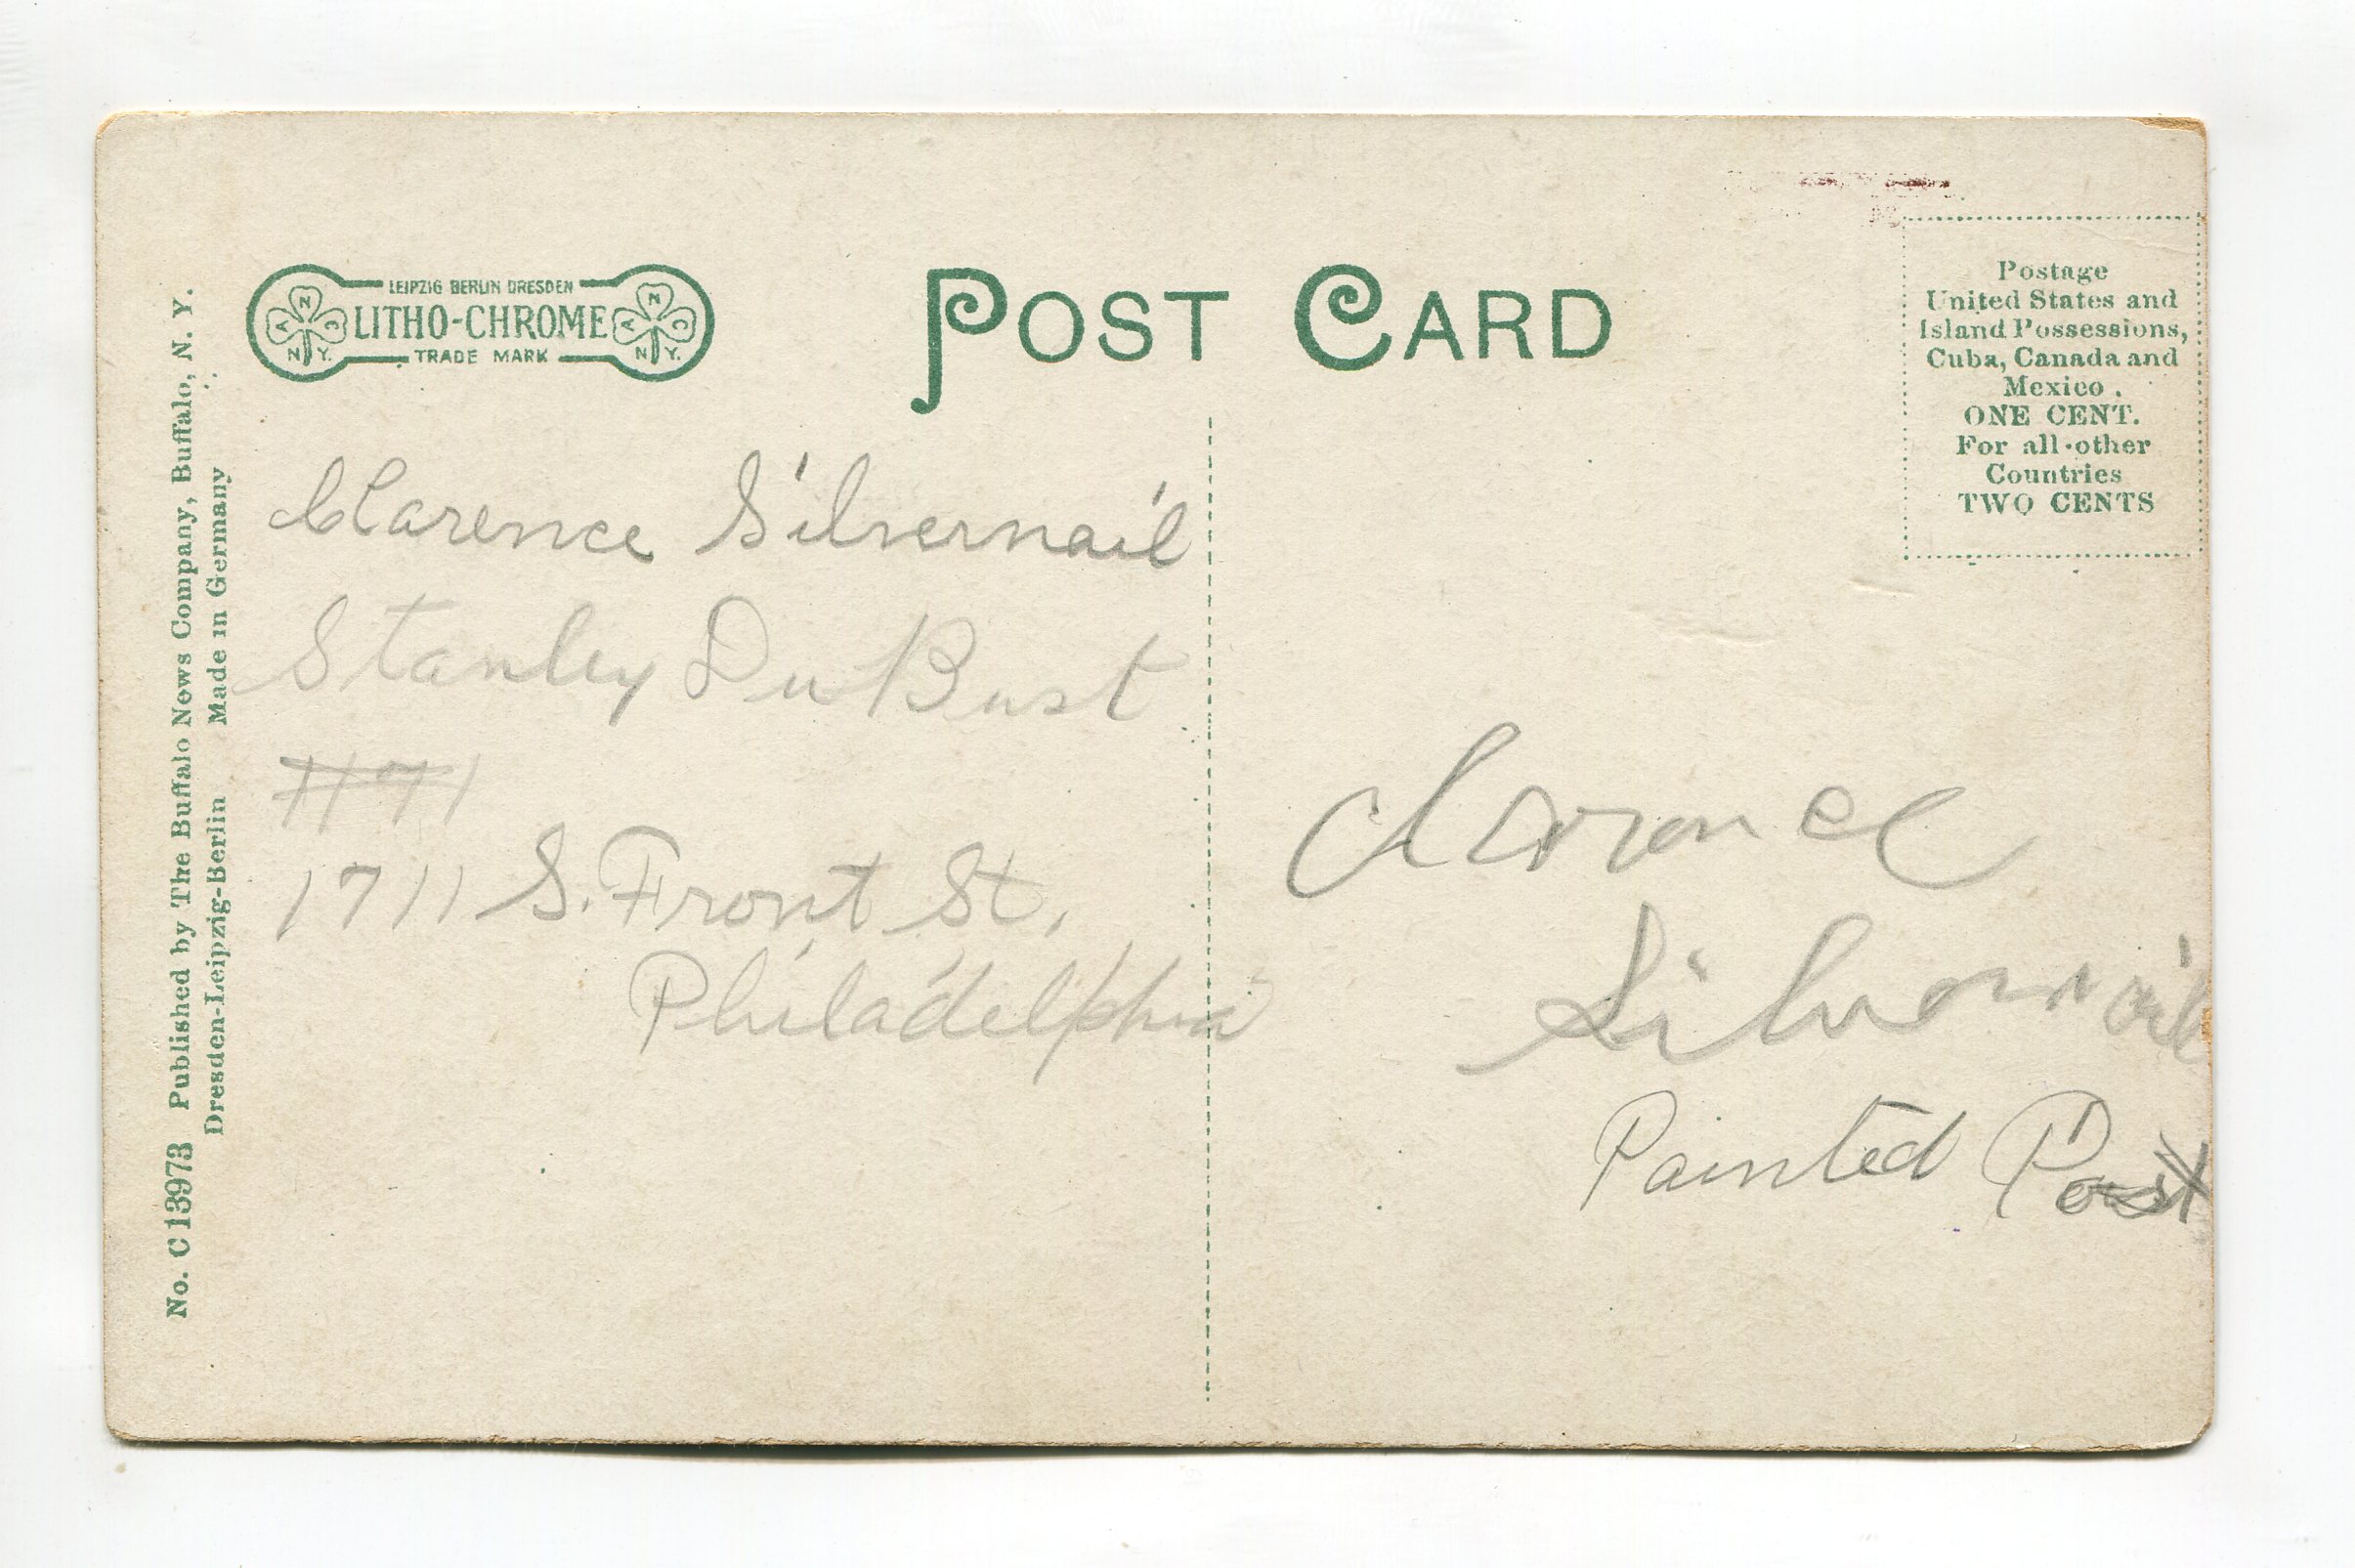 No. C 13973 Published by The Buffalo News Company, Buffalo, N. Y.
Dresden-Leipzig-Berlin Made in Germany
LEIPZIG BERLIN DRESDEN
A N C N.Y. LITHO-CHROME A N C N.Y.
TRADE MARK
POST CARD
Postage
United States and
Island Possessions,
Cuba, Canada and
Mexico.
ONE CENT.
For all other
Countries
TWO CENTS
Clarence Silvernail
Stanley Du Bust
#71
1711 S. Front St.
Philadelphia
Clarence
Silvernail
Painted Post